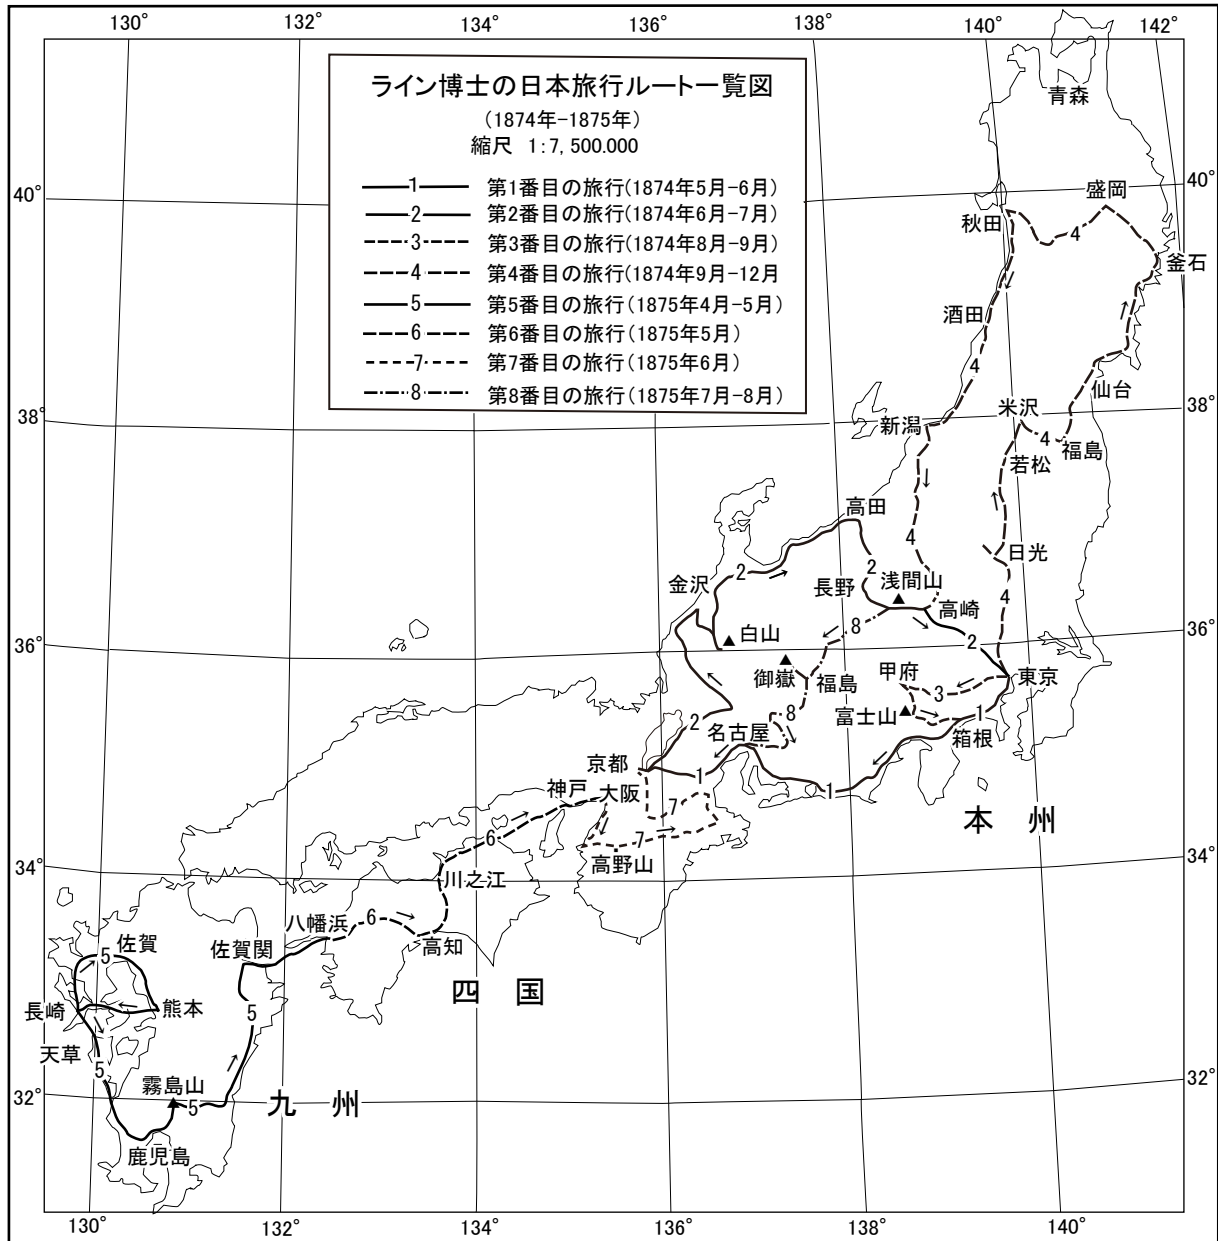 130°
132°
136°
138°
140°
142°
ライン博士の日本旅行ルート一覧図
(1874年-1875年)
縮尺 1:7,500.000
1 第1番目の旅行(1874年5月-6月)
2 第2番目の旅行(1874年6月-7月)
3 第3番目の旅行(1874年8月-9月)
4 第4番目の旅行(1874年9月-12月
5 第5番目の旅行(1875年4月-5月)
6 第6番目の旅行(1875年5月)
7 第7番目の旅行(1875年6月)
8 第8番目の旅行(1875年7月-8月)
青森
40°
40°
盛岡
秋田
4
釜石
酒田
4
38°
仙台
38°
米沢
新潟
4
福島
若松
高田
4
日光
金沢
2
2
長野
浅間山
高崎
4
8
36°
白山
2
36°
御嶽
福島
甲府
3
東京
富士山
8
1
2
名古屋
箱根
京都
1
1
神戸
大阪
7
本州
6
7
34°
高野山
34°
川之江
八幡浜
6
佐賀
5
佐賀関
高知
四国
長崎
熊本
5
天草
5
霧島山
32°
5
九州
32°
鹿児島
130°
132°
134°
136°
138°
140°